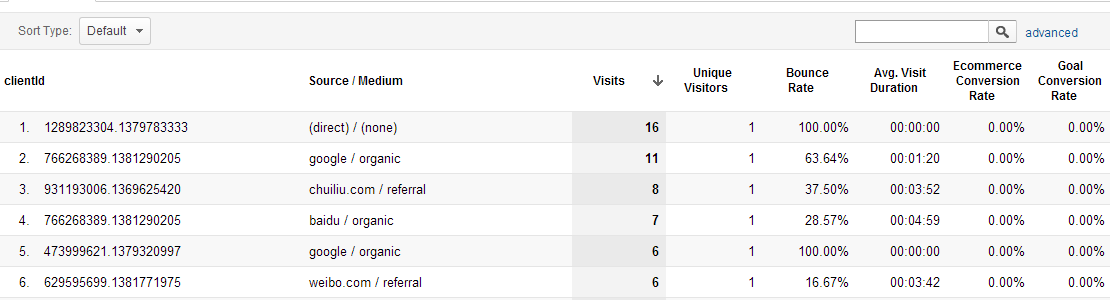 Sort Type: Default advanced
clientId Source / Medium Visits Unique Visitors Bounce Rate Avg. Visit Duration Ecommerce Conversion Rate Goal Conversion Rate
1. 1289823304.1379783333 (direct) / (none) 16 1 100.00% 00:00:00 0.00% 0.00%
2. 766268389.1381290205 google / organic 11 1 63.64% 00:01:20 0.00% 0.00%
3. 931193006.1369625420 chuiliu.com / referral 8 1 37.50% 00:03:52 0.00% 0.00%
4. 766268389.1381290205 baidu / organic 7 1 28.57% 00:04:59 0.00% 0.00%
5. 473999621.1379320997 google / organic 6 1 100.00% 00:00:00 0.00% 0.00%
6. 629595699.1381771975 weibo.com / referral 6 1 16.67% 00:03:42 0.00% 0.00%